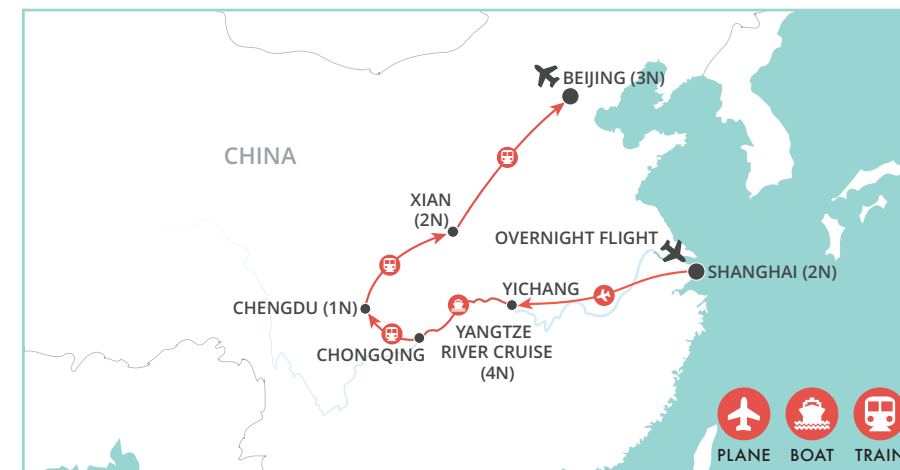 BEIJING (3N)
CHINA
XIAN
(2N)
OVERNIGHT FLIGHT
SHANGHAI (2N)
YICHANG
CHENGDU (1N)
CHONGQING
YANGTZE
RIVER CRUISE
(4N)
PLANE
BOAT
TRAIN